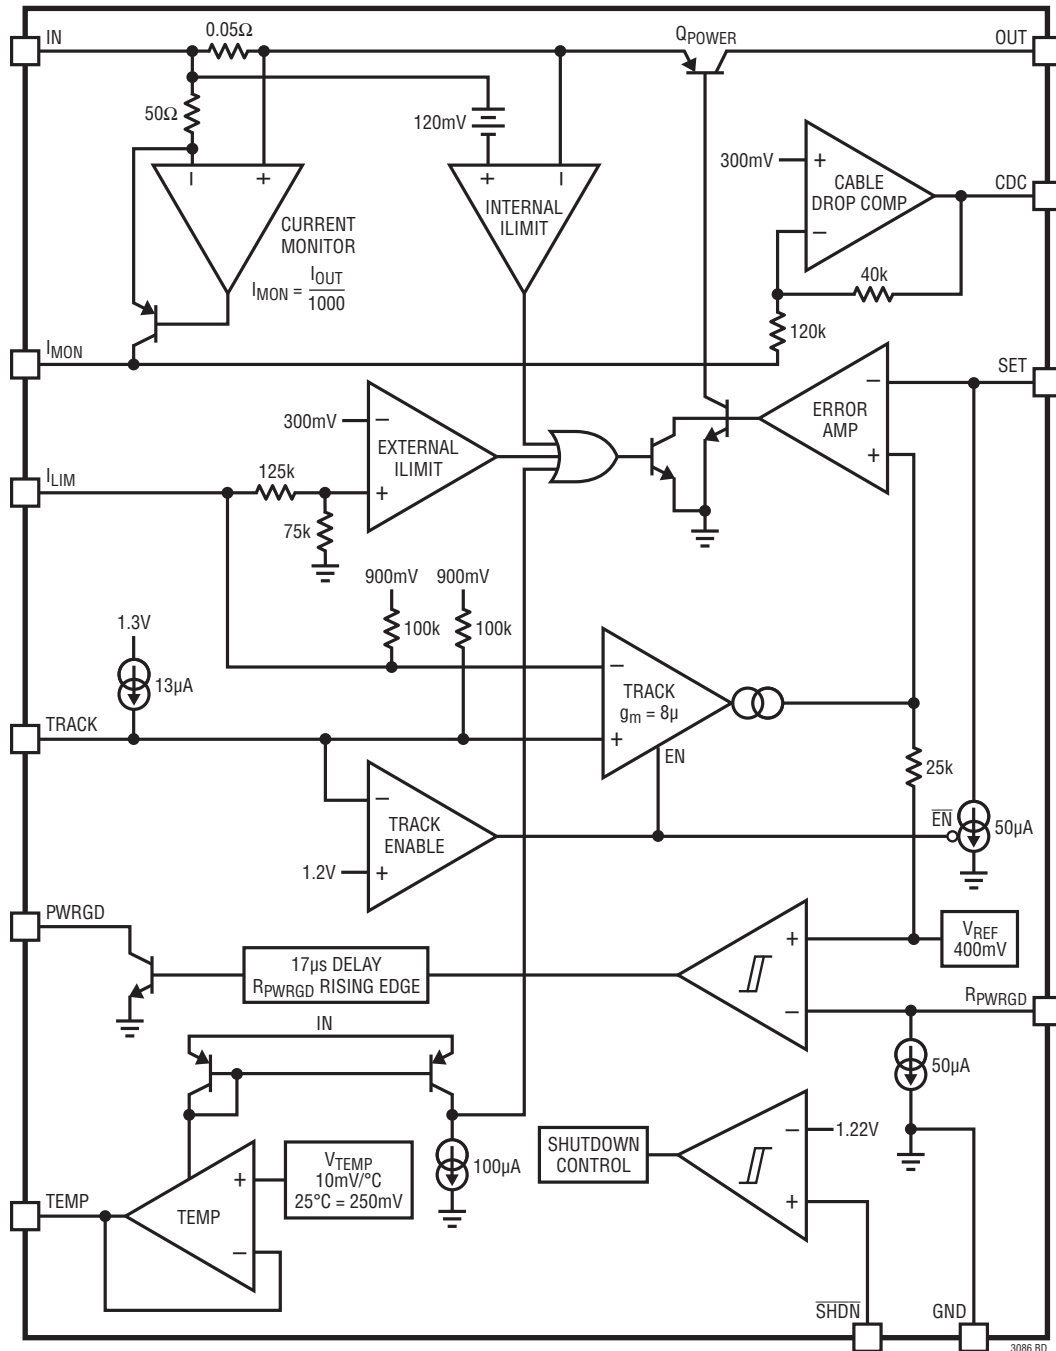 IN
0.05Ω
QPOWER
OUT
50Ω
120mV
300mV
+
CABLE
DROP COMP
–
CDC
–
+
CURRENT
MONITOR
IMON = IOUT
1000
+
–
INTERNAL
ILIMIT
40k
120k
IMON
SET
–
ERROR
AMP
+
300mV
–
EXTERNAL
ILIMIT
+
ILIM
125k
75k
900mV
900mV
100k
100k
1.3V
13µA
–
TRACK
gm = 8µ
+
EN
TRACK
25k
–
TRACK
ENABLE
+
1.2V
EN
50µA
PWRGD
17µs DELAY
RPWRGD RISING EDGE
+
–
VREF
400mV
RPWRGD
IN
50µA
100µA
SHUTDOWN
CONTROL
–
1.22V
+
VTEMP
10mV/°C
25°C = 250mV
+
TEMP
–
TEMP
SHDN
GND
3086 BD